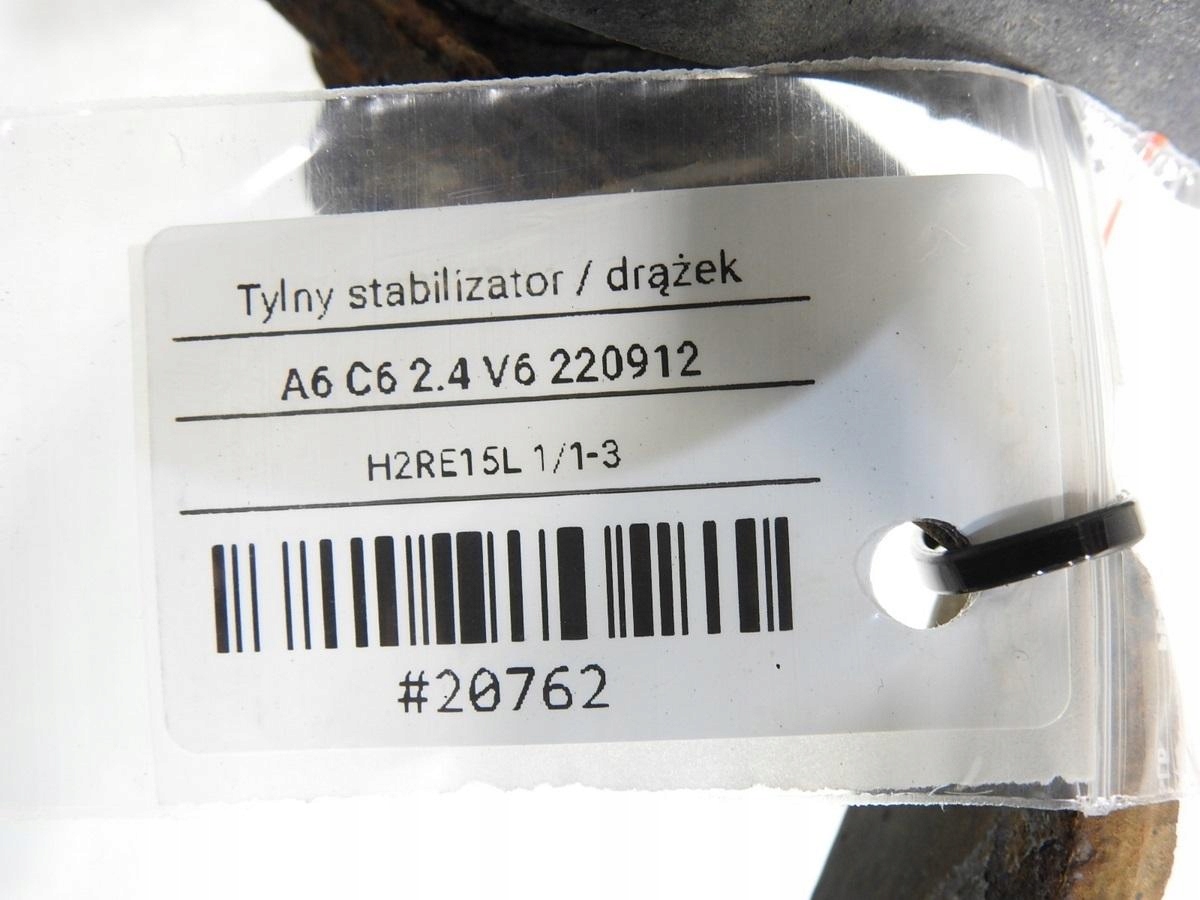 Tylny stabilizator / drążek
A6 C6 2.4 V6 220912
H2RE15L 1/1-3
#20762